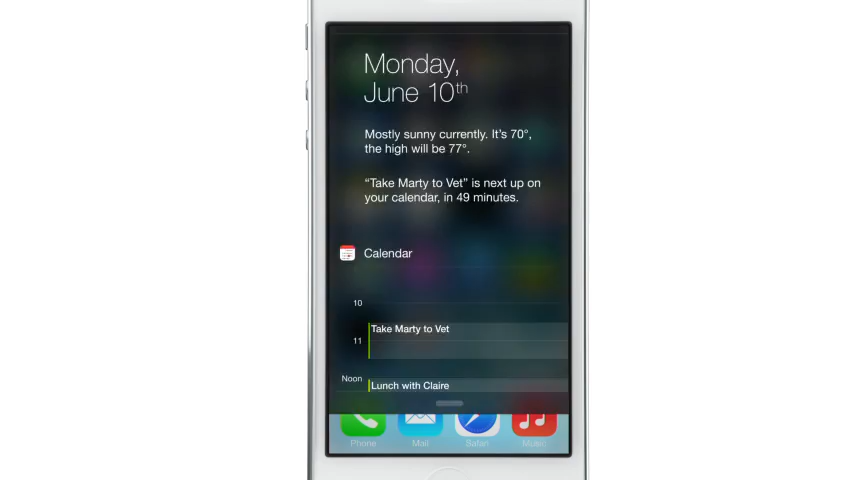 Monday,
June 10th
Mostly sunny currently. It's 70°,
the high will be 77°.
“Take Marty to Vet” is next up on
your calendar, in 49 minutes.
Calendar
10
Take Marty to Vet
11
Noon
Lunch with Claire
Phone
Mail
Safari
Music